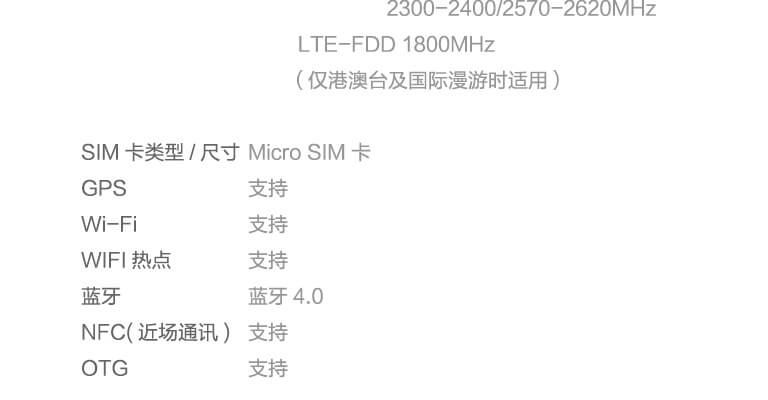 2300-2400/2570-2620MHz
LTE-FDD 1800MHz
(仅港澳台及国际漫游时适用)
SIM 卡类型 / 尺寸 Micro SIM 卡
GPS 支持
Wi-Fi 支持
WIFI 热点 支持
蓝牙 蓝牙 4.0
NFC( 近场通讯 ) 支持
OTG 支持